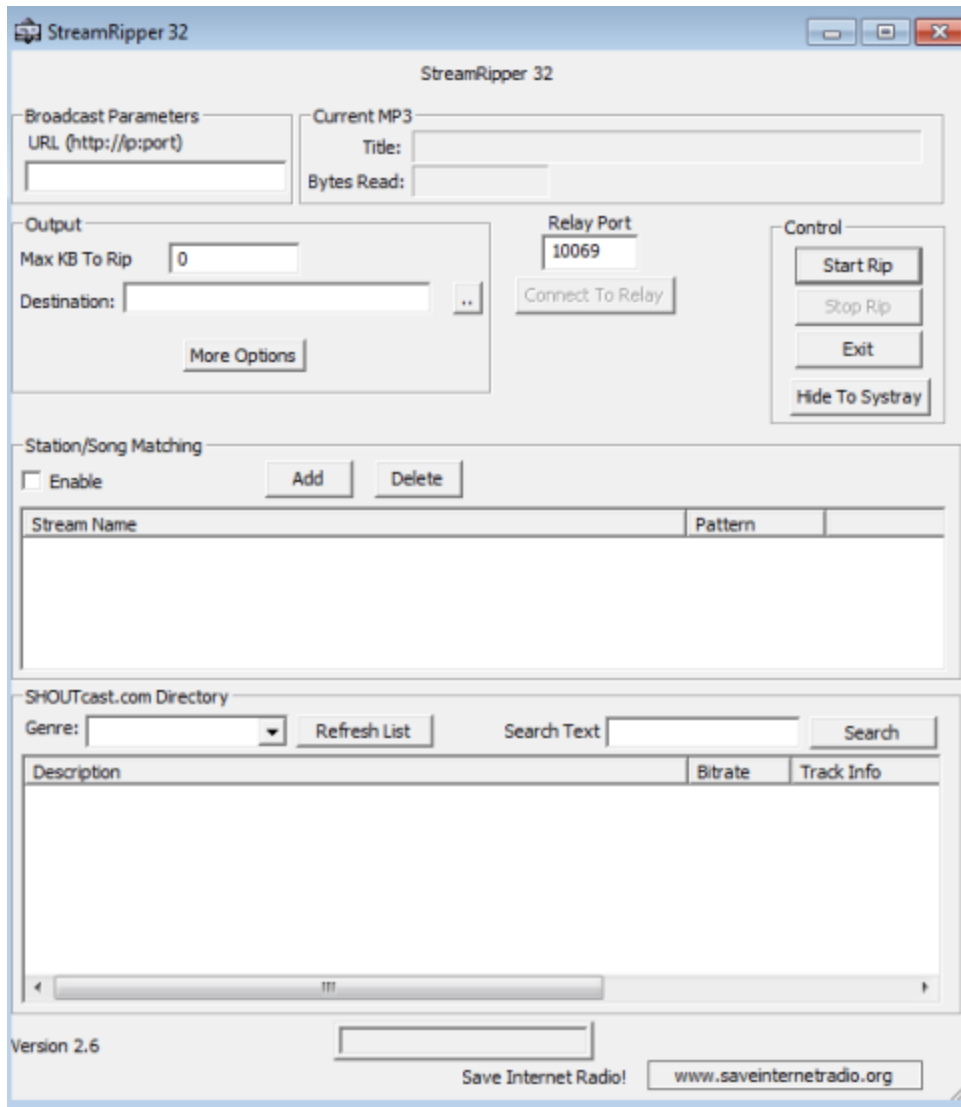 StreamRipper 32
StreamRipper 32
Broadcast Parameters
URL (http://ip:port)
Current MP3
Title:
Bytes Read:
Output
Max KB To Rip 0
Destination: ..
More Options
Relay Port
10069
Connect To Relay
Control
Start Rip
Stop Rip
Exit
Hide To Systray
Station/Song Matching
Enable Add Delete
Stream Name Pattern
SHOUTcast.com Directory
Genre: Refresh List Search Text Search
Description Bitrate Track Info
Version 2.6
Save Internet Radio! www.saveinternetradio.org